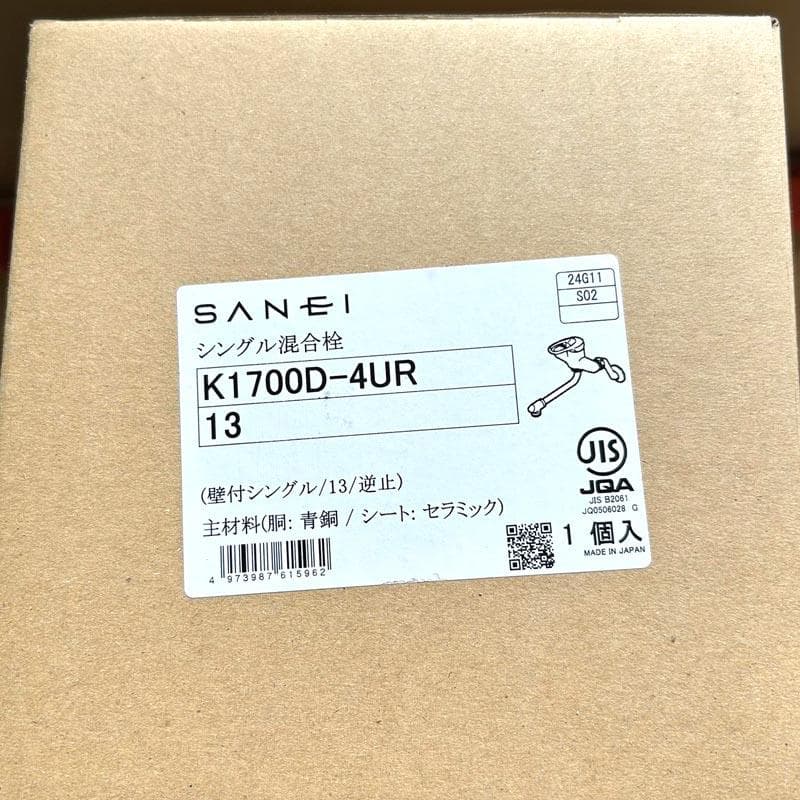 24G11
S02
SANEI
シングル混合栓
K1700D-4UR
13
JIS
JQA
JIS B2061
JQ0506028 G
(壁付シングル/13/逆止)
主材料(胴: 青銅 / シート: セラミック)
1 個入
MADE IN JAPAN
4 973987 615962